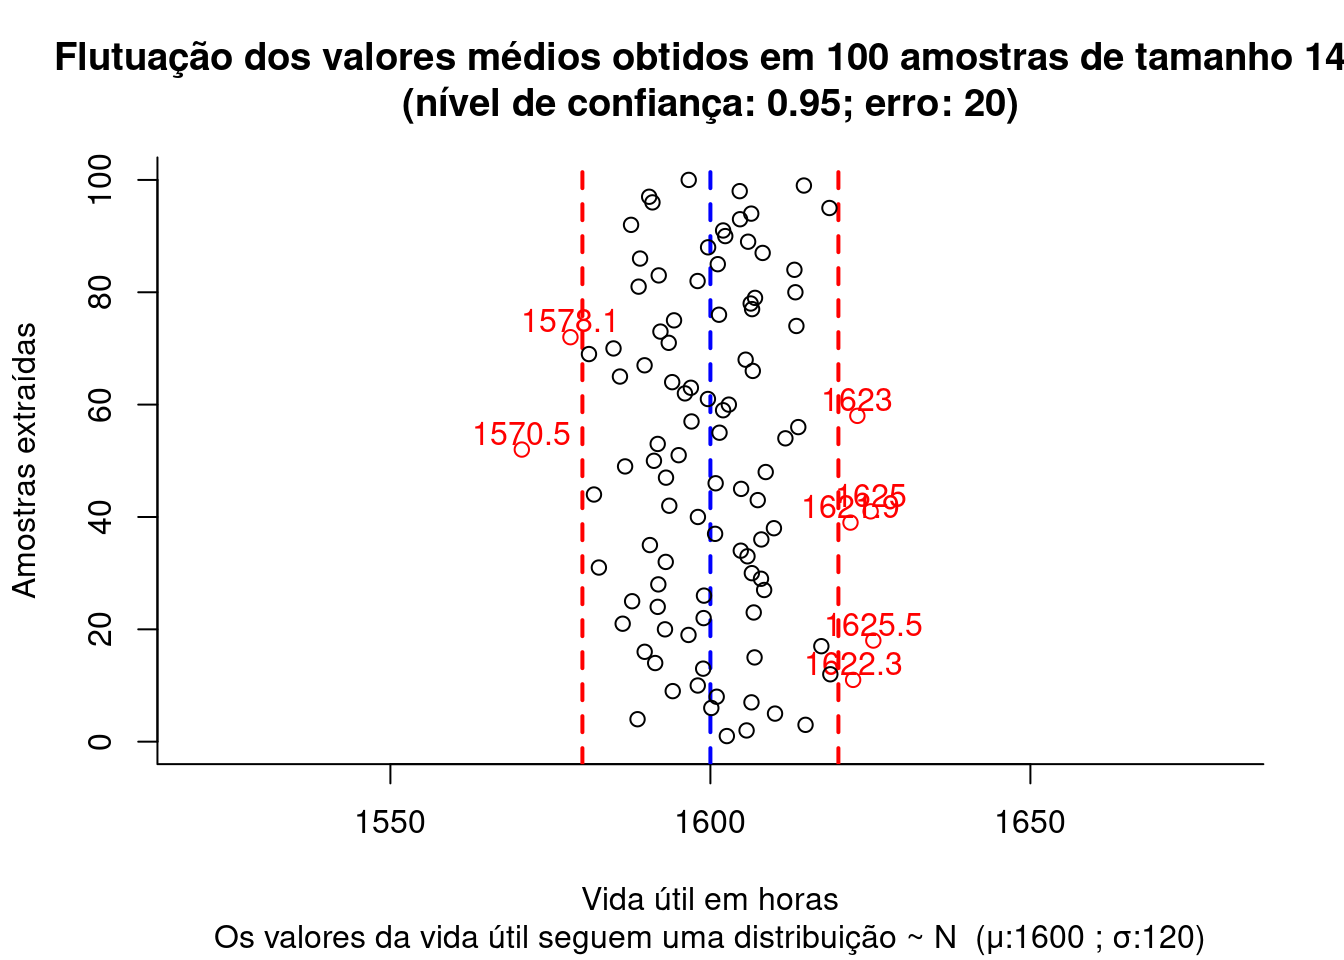 Flutuação dos valores médios obtidos em 100 amostras de tamanho 14
(nível de confiança: 0.95; erro: 20)
Amostras extraídas
100
80
60
40
20
0
1578.1
1623
1570.5
1625
1621.9
1625.5
1622.3
1550 1600 1650
Vida útil em horas
Os valores da vida útil seguem uma distribuição ~ N (μ:1600 ; σ:120)